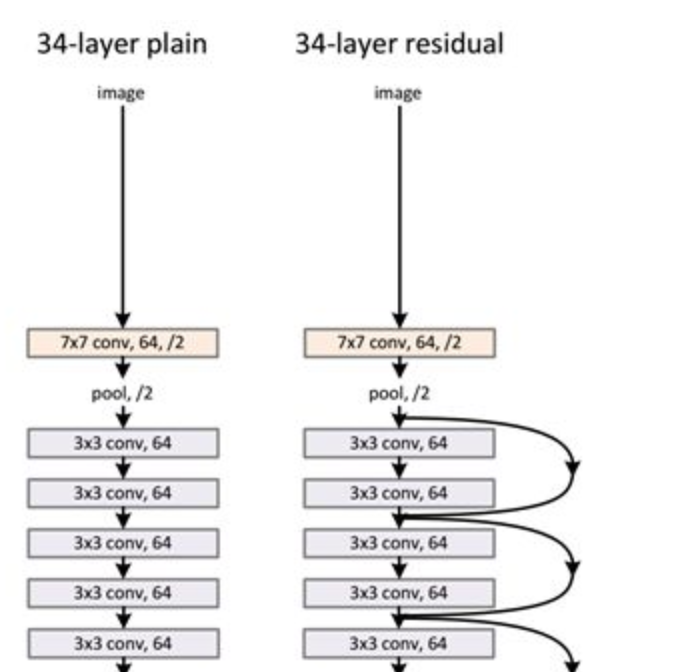 34-layer plain
34-layer residual
image
image
7x7 conv, 64, /2
7x7 conv, 64, /2
pool, /2
pool, /2
3x3 conv, 64
3x3 conv, 64
3x3 conv, 64
3x3 conv, 64
3x3 conv, 64
3x3 conv, 64
3x3 conv, 64
3x3 conv, 64
3x3 conv, 64
3x3 conv, 64